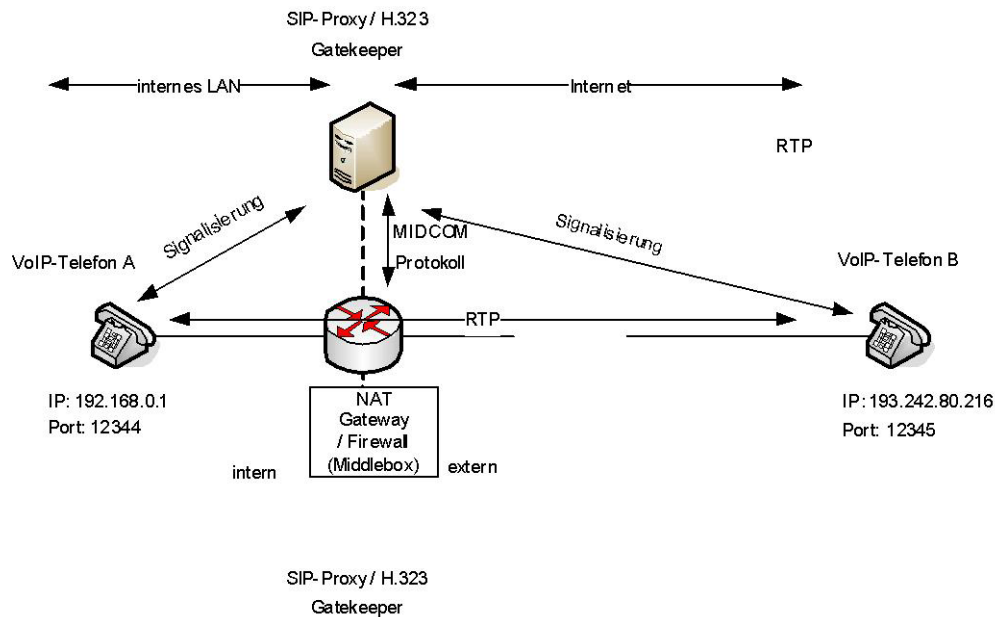 SIP-Proxy / H.323
Gatekeeper
internes LAN
Internet
RTP
Signalisierung
MIDCOM
Protokoll
Signalisierung
VoIP-Telefon A
VoIP-Telefon B
RTP
IP: 192.168.0.1
Port: 12344
NAT
Gateway
/ Firewall
(Middlebox)
IP: 193.242.80.216
Port: 12345
intern
extern
SIP-Proxy / H.323
Gatekeeper